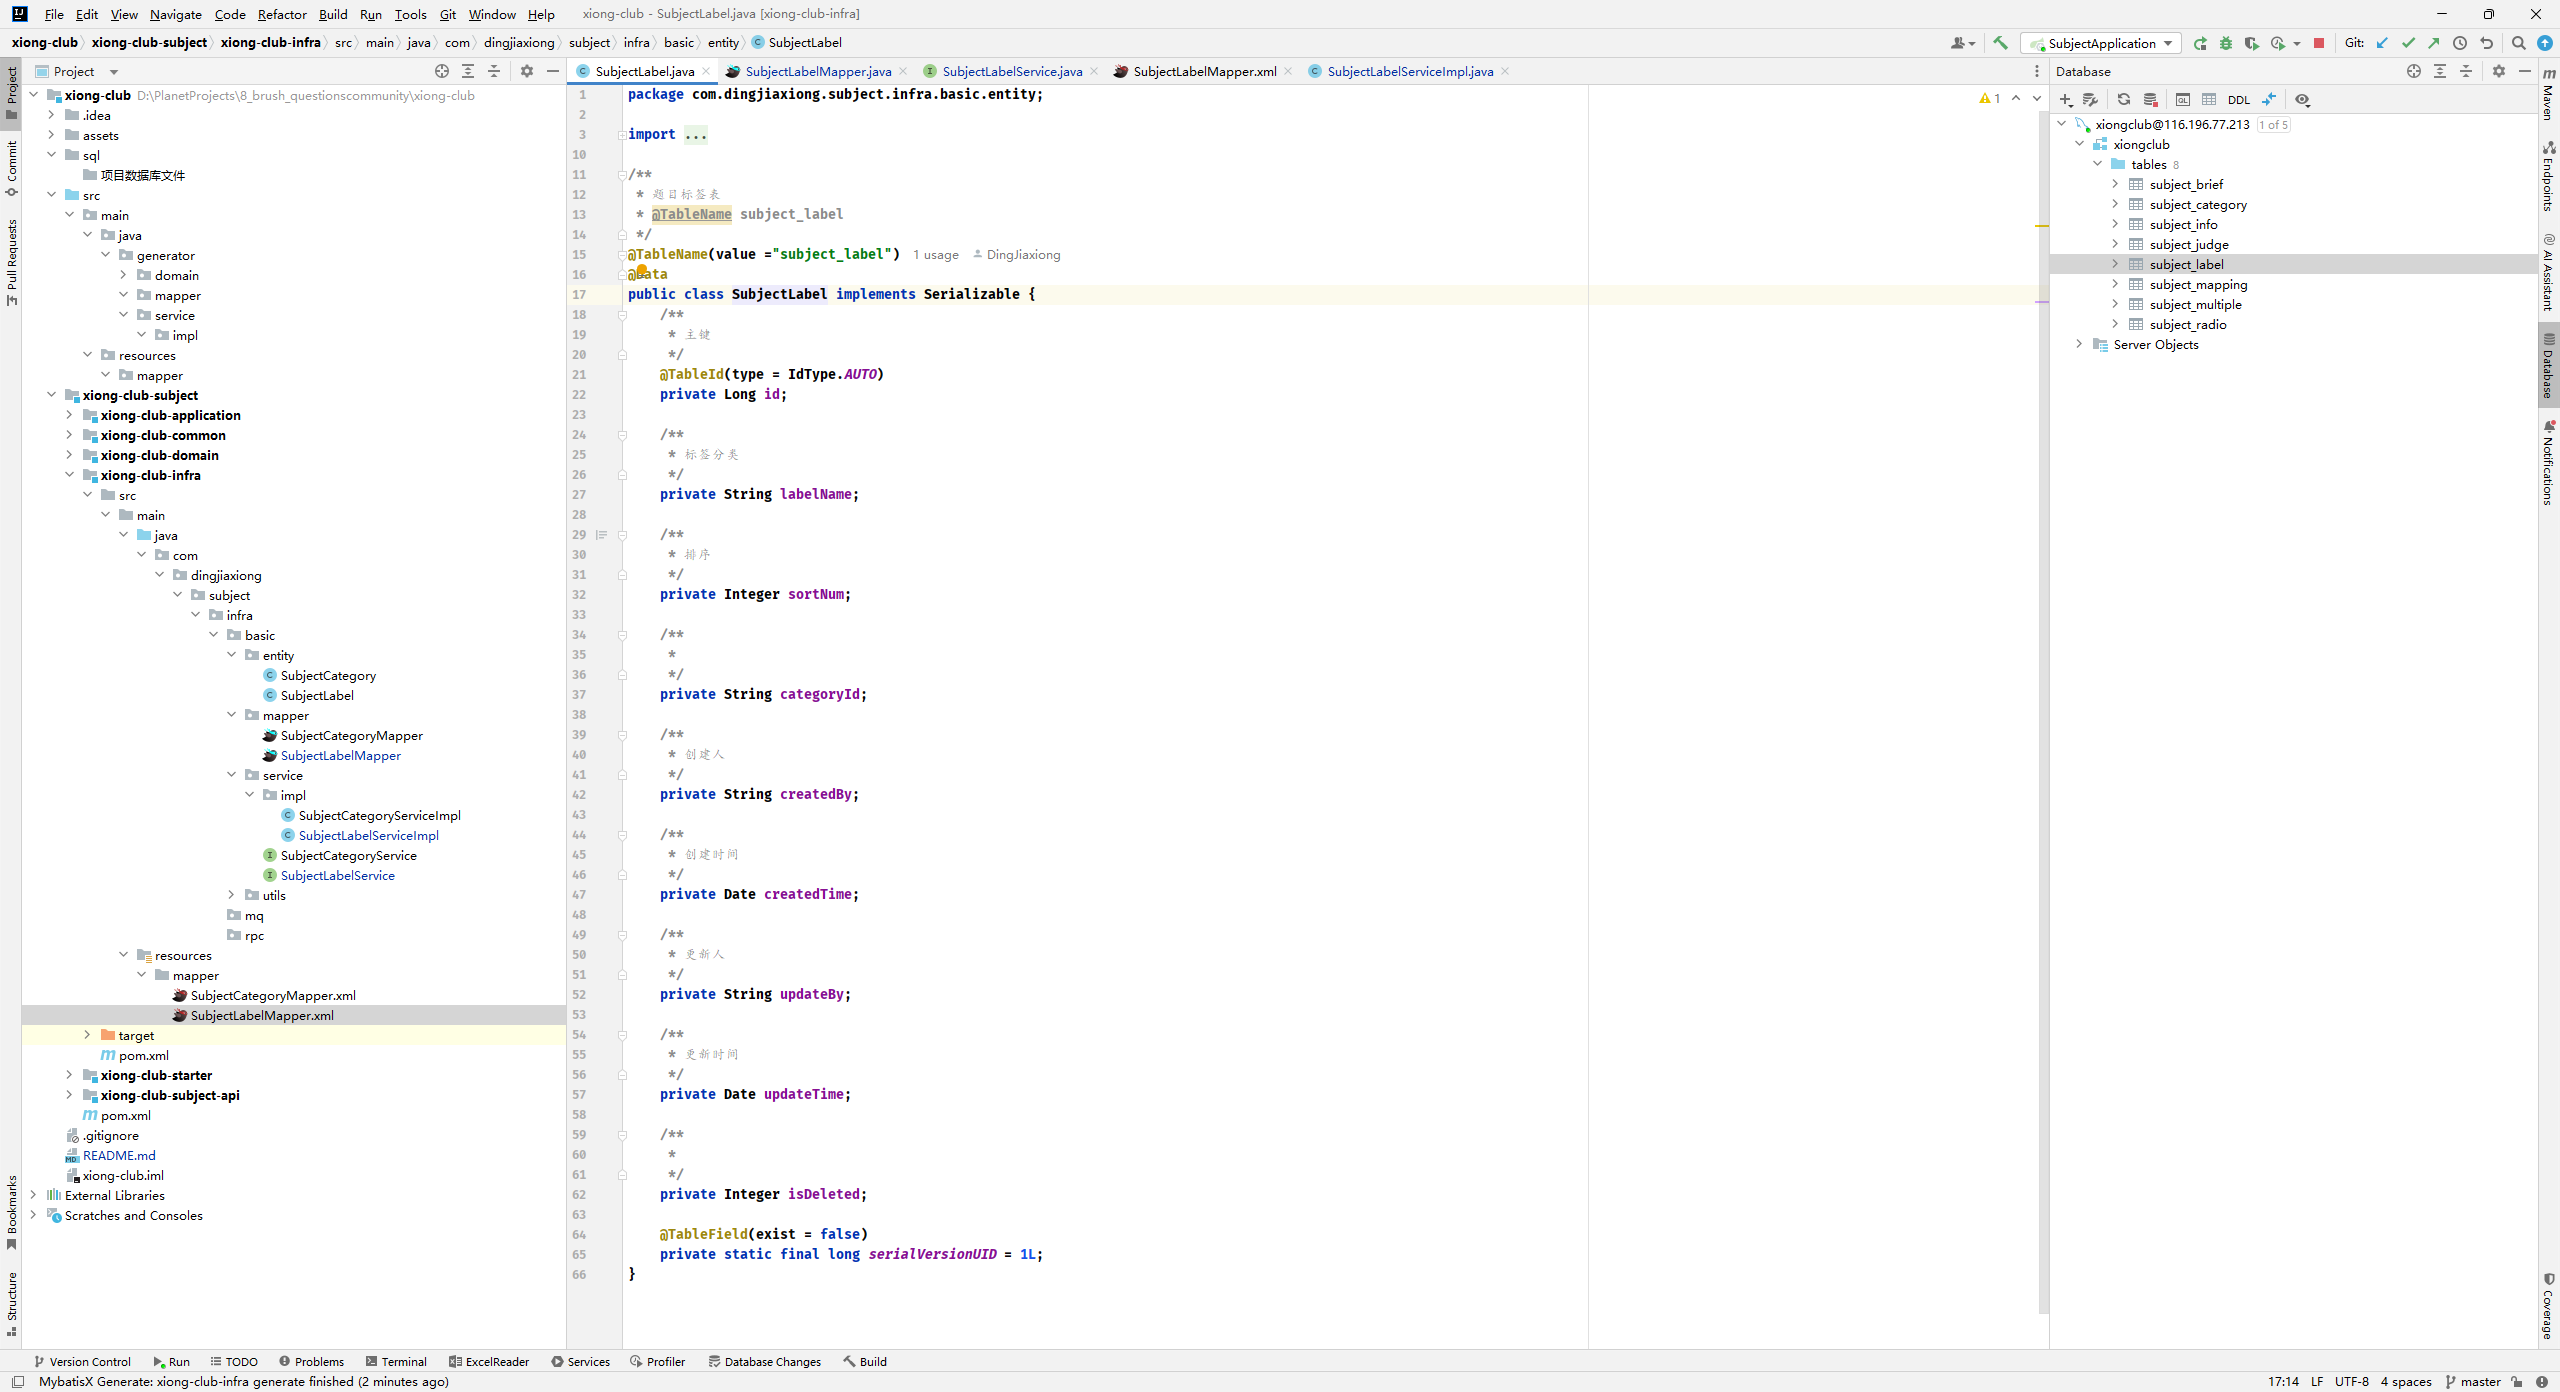 File Edit View Navigate Code Refactor Build Run Tools Git Window Help xiong-club - SubjectLabel.java [xiong-club-infra]
xiong-club xiong-club-subject xiong-club-infra src main java com dingjiaxiong subject infra basic entity SubjectLabel SubjectApplication Git:
Project
SubjectLabel.java SubjectLabelMapper.java SubjectLabelService.java SubjectLabelMapper.xml SubjectLabelServiceImpl.java
Database
Project
Commit
Pull Requests
Bookmarks
Structure
xiong-club D:\PlanetProjects\8_brush_questionscommunity\xiong-club
.idea
assets
sql
项目数据库文件
src
main
java
generator
domain
mapper
service
impl
resources
mapper
xiong-club-subject
xiong-club-application
xiong-club-common
xiong-club-domain
xiong-club-infra
src
main
java
com
dingjiaxiong
subject
infra
basic
entity
SubjectCategory
SubjectLabel
mapper
SubjectCategoryMapper
SubjectLabelMapper
service
impl
SubjectCategoryServiceImpl
SubjectLabelServiceImpl
SubjectCategoryService
SubjectLabelService
utils
mq
rpc
resources
mapper
SubjectCategoryMapper.xml
SubjectLabelMapper.xml
target
pom.xml
xiong-club-starter
xiong-club-subject-api
pom.xml
.gitignore
README.md
xiong-club.iml
External Libraries
Scratches and Consoles
1 package com.dingjiaxiong.subject.infra.basic.entity;
2
3 import ...
10
11 /**
12 * 题目标签表
13 * @TableName subject_label
14 */
15 @TableName(value ="subject_label") 1 usage DingJiaxiong
16 @Data
17 public class SubjectLabel implements Serializable {
18 /**
19 * 主键
20 */
21 @TableId(type = IdType.AUTO)
22 private Long id;
23
24 /**
25 * 标签分类
26 */
27 private String labelName;
28
29 /**
30 * 排序
31 */
32 private Integer sortNum;
33
34 /**
35 *
36 */
37 private String categoryId;
38
39 /**
40 * 创建人
41 */
42 private String createdBy;
43
44 /**
45 * 创建时间
46 */
47 private Date createdTime;
48
49 /**
50 * 更新人
51 */
52 private String updateBy;
53
54 /**
55 * 更新时间
56 */
57 private Date updateTime;
58
59 /**
60 *
61 */
62 private Integer isDeleted;
63
64 @TableField(exist = false)
65 private static final long serialVersionUID = 1L;
66 }
1
DDL
xiongclub@116.196.77.213 1 of 5
xiongclub
tables 8
subject_brief
subject_category
subject_info
subject_judge
subject_label
subject_mapping
subject_multiple
subject_radio
Server Objects
Maven
Endpoints
AI Assistant
Database
Notifications
Coverage
Version Control Run TODO Problems Terminal ExcelReader Services Profiler Database Changes Build
MybatisX Generate: xiong-club-infra generate finished (2 minutes ago) 17:14 LF UTF-8 4 spaces master